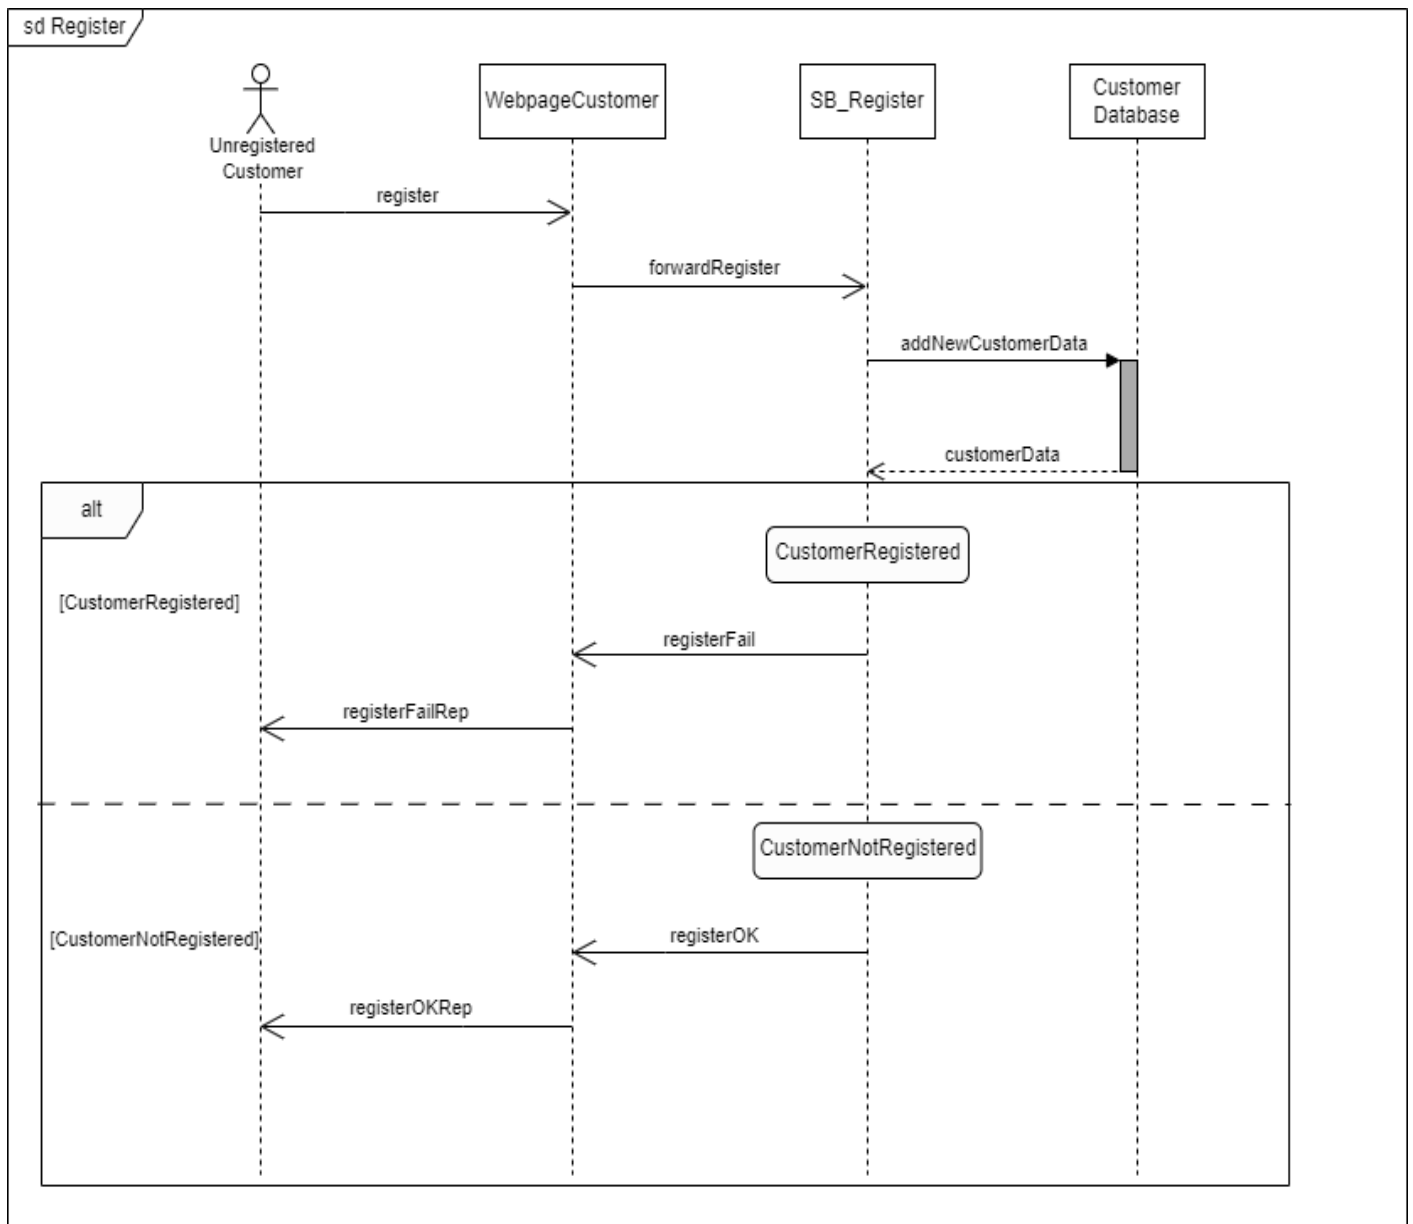 sd Register
Unregistered
Customer
WebpageCustomer
SB_Register
Customer
Database
register
forwardRegister
addNewCustomerData
customerData
alt
CustomerRegistered
[CustomerRegistered]
registerFail
registerFailRep
CustomerNotRegistered
[CustomerNotRegistered]
registerOK
registerOKRep